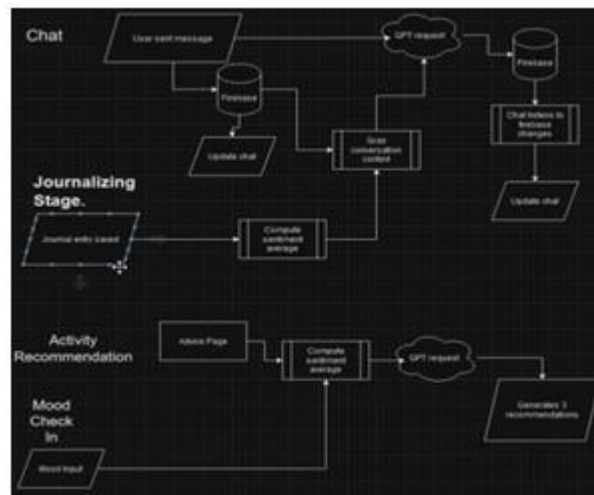 Chat
User sent message
GPT request
Firebase
Firebase
Chat listens to
firebase
changes
Update chat
Grab
conversation
context
Update chat
Journalizing
Stage.
Journal entry saved
Compute
sentiment
average
Activity
Recommendation
Advice Page
Compute
sentiment
average
GPT request
Generates 3
recommendations
Mood
Check
In
Mood Input